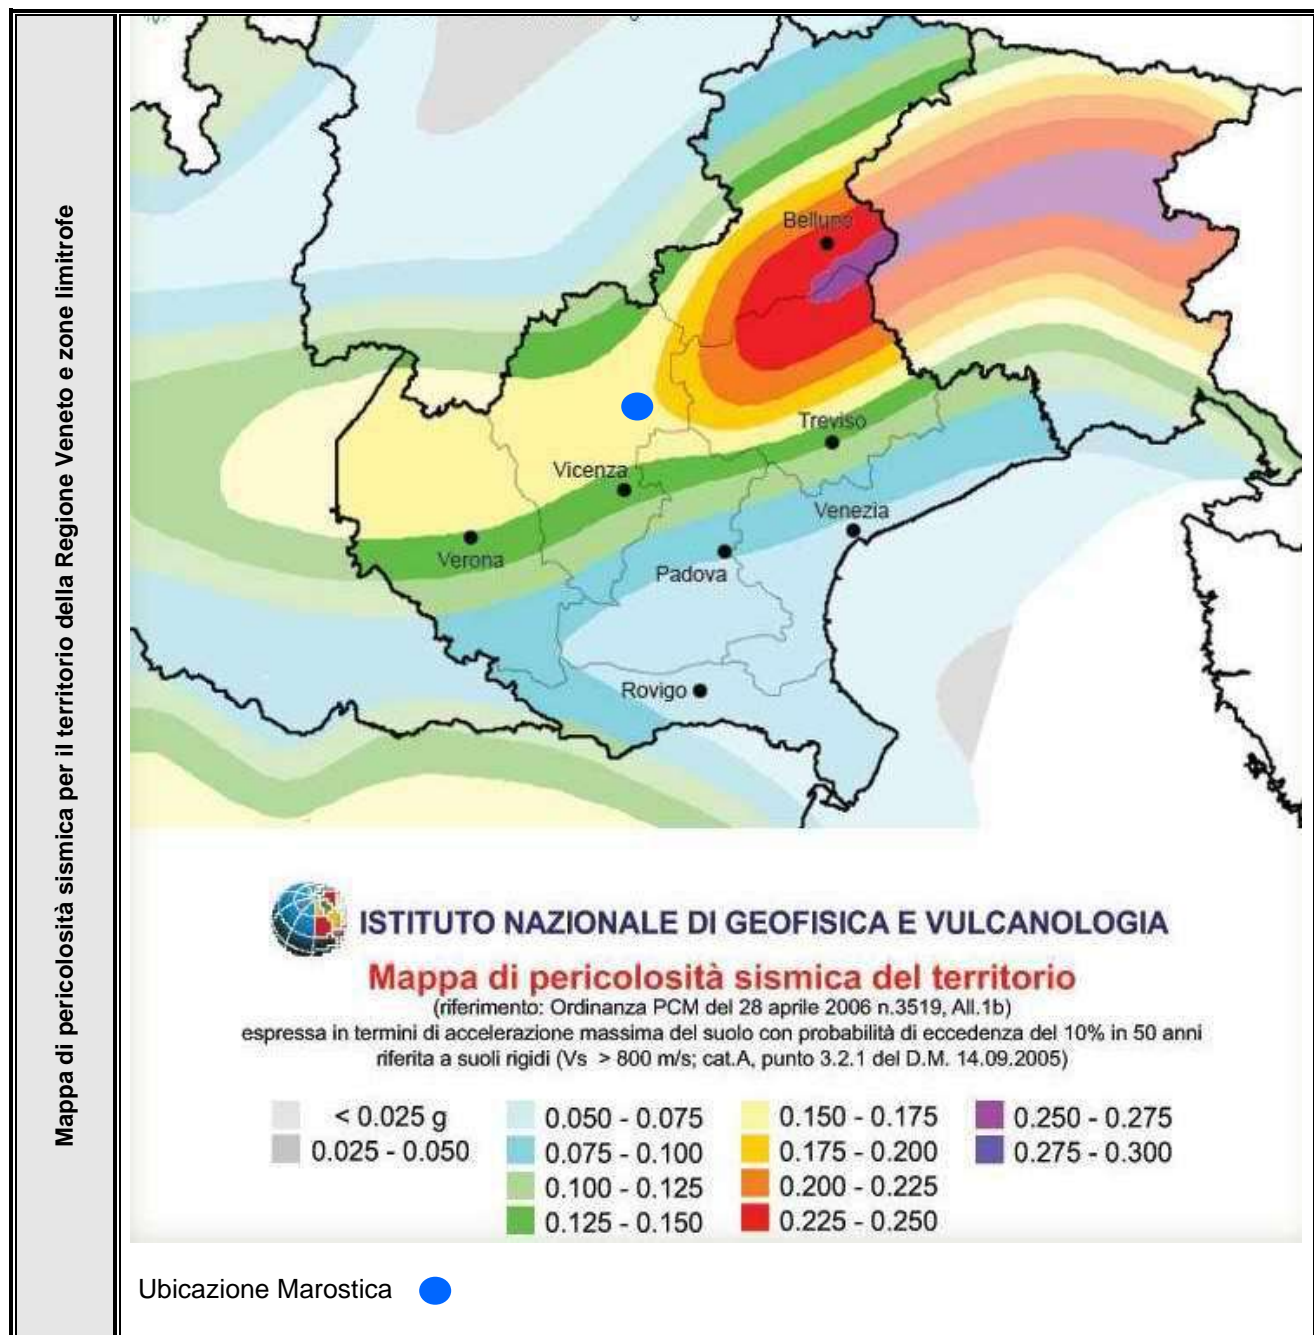 Mappa di pericolosità sismica per il territorio della Regione Veneto e zone limitrofe
Belluno
Treviso
Vicenza
Venezia
Verona
Padova
Rovigo
ISTITUTO NAZIONALE DI GEOFISICA E VULCANOLOGIA
Mappa di pericolosità sismica del territorio
(riferimento: Ordinanza PCM del 28 aprile 2006 n.3519, All.1b)
espressa in termini di accelerazione massima del suolo con probabilità di eccedenza del 10% in 50 anni
riferita a suoli rigidi (Vs > 800 m/s; cat.A, punto 3.2.1 del D.M. 14.09.2005)
< 0.025 g
0.025 - 0.050
0.050 - 0.075
0.075 - 0.100
0.100 - 0.125
0.125 - 0.150
0.150 - 0.175
0.175 - 0.200
0.200 - 0.225
0.225 - 0.250
0.250 - 0.275
0.275 - 0.300
Ubicazione Marostica